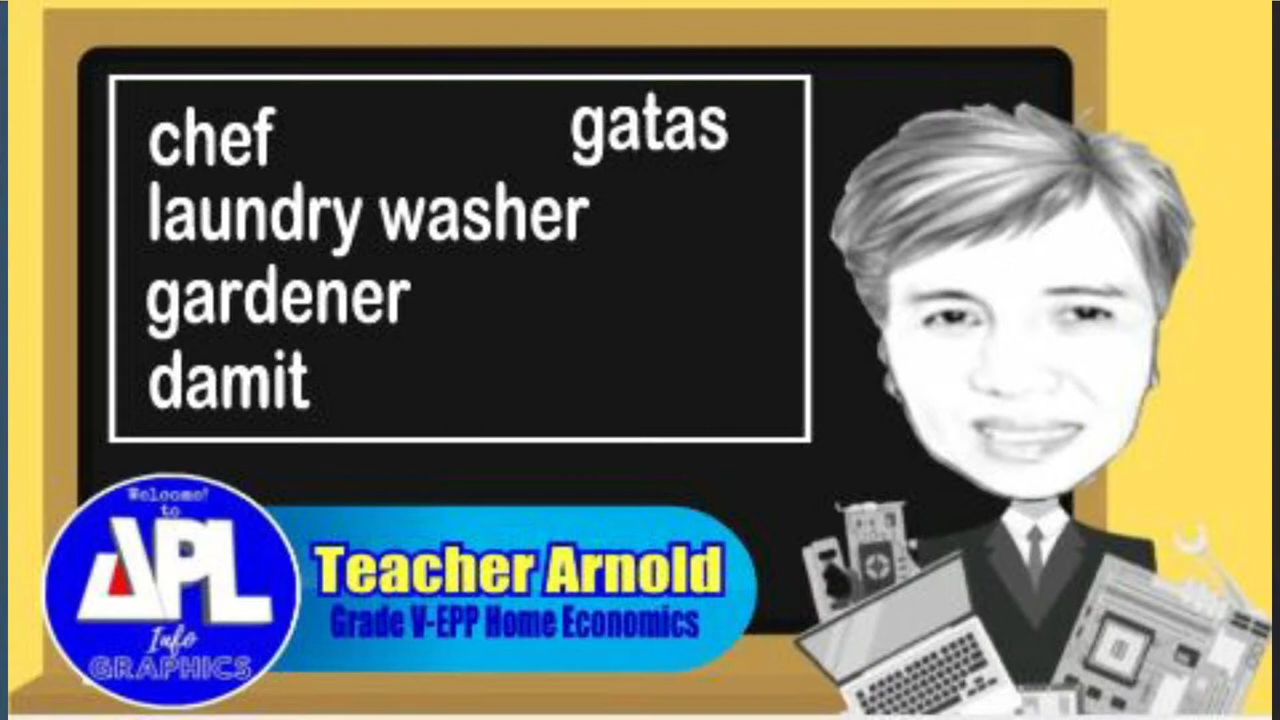 chef
gatas
laundry washer
gardener
damit
Welcome!
to
APL
Info
GRAPHICS
Teacher Arnold
Grade V-EPP Home Economics